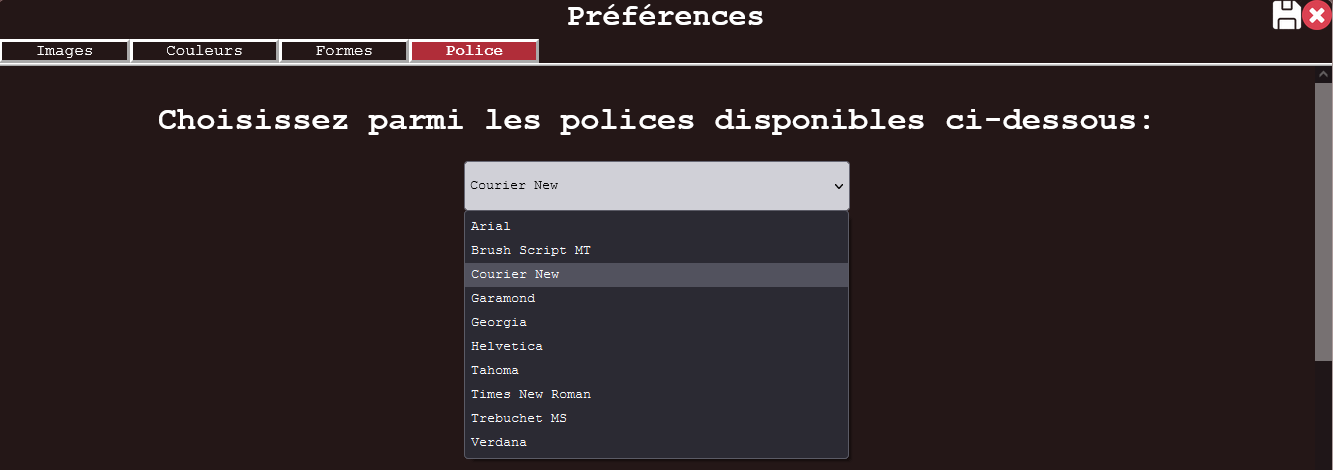 Préférences
Images
Couleurs
Formes
Police
Choisissez parmi les polices disponibles ci-dessous:
Courier New
Arial
Brush Script MT
Courier New
Garamond
Georgia
Helvetica
Tahoma
Times New Roman
Trebuchet MS
Verdana